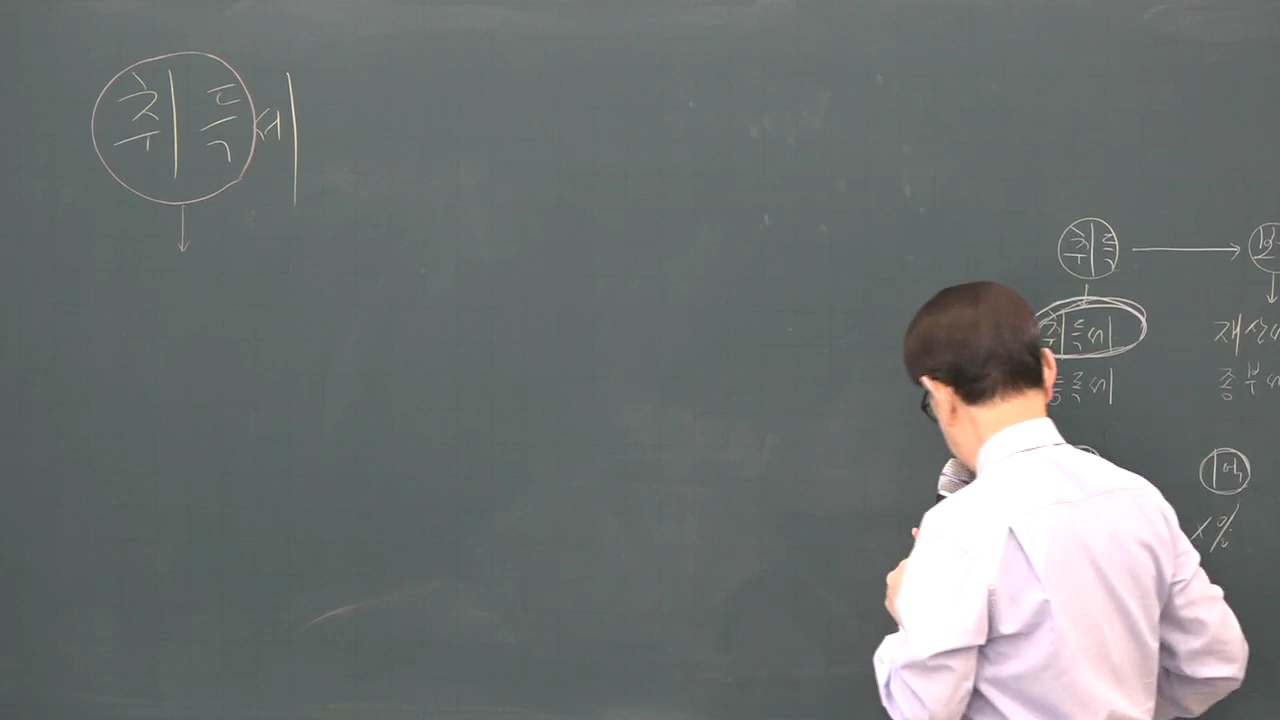 취득세
취득 → 보
취득세 재산세
등록세 종부세
1억
x%